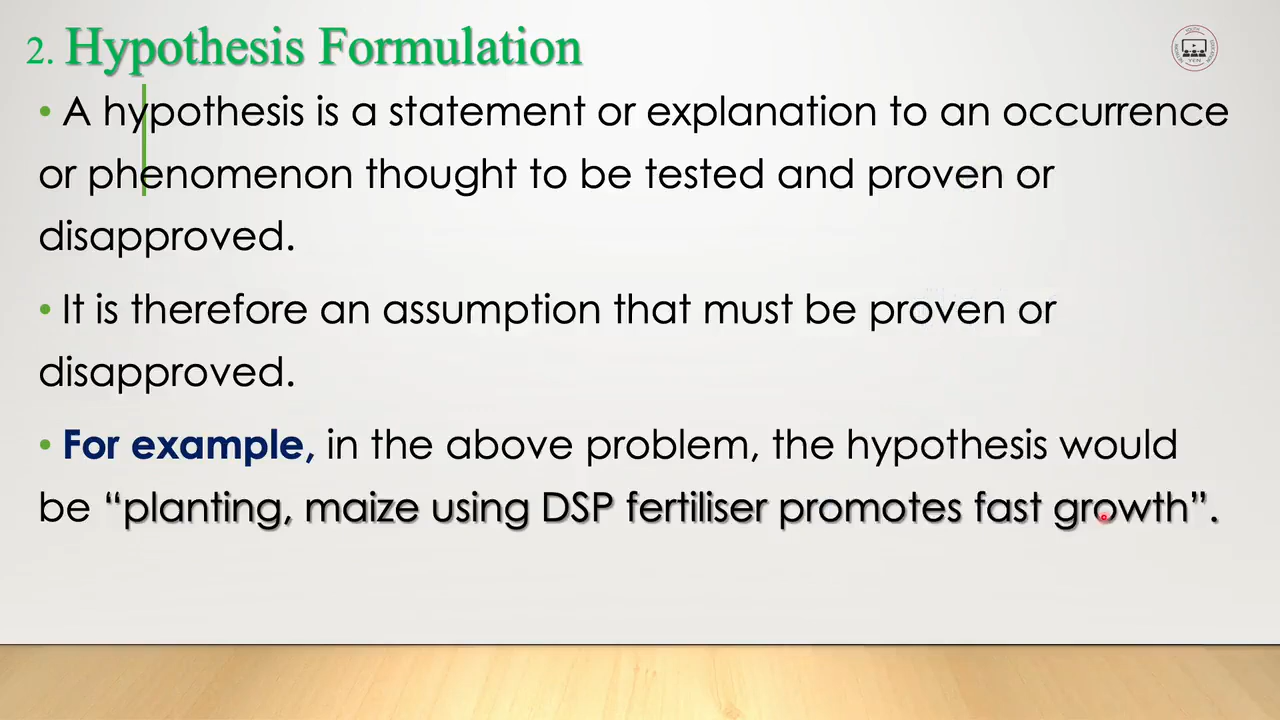 2. Hypothesis Formulation
• A hypothesis is a statement or explanation to an occurrence
or phenomenon thought to be tested and proven or
disapproved.
• It is therefore an assumption that must be proven or
disapproved.
• For example, in the above problem, the hypothesis would
be “planting, maize using DSP fertiliser promotes fast growth”.